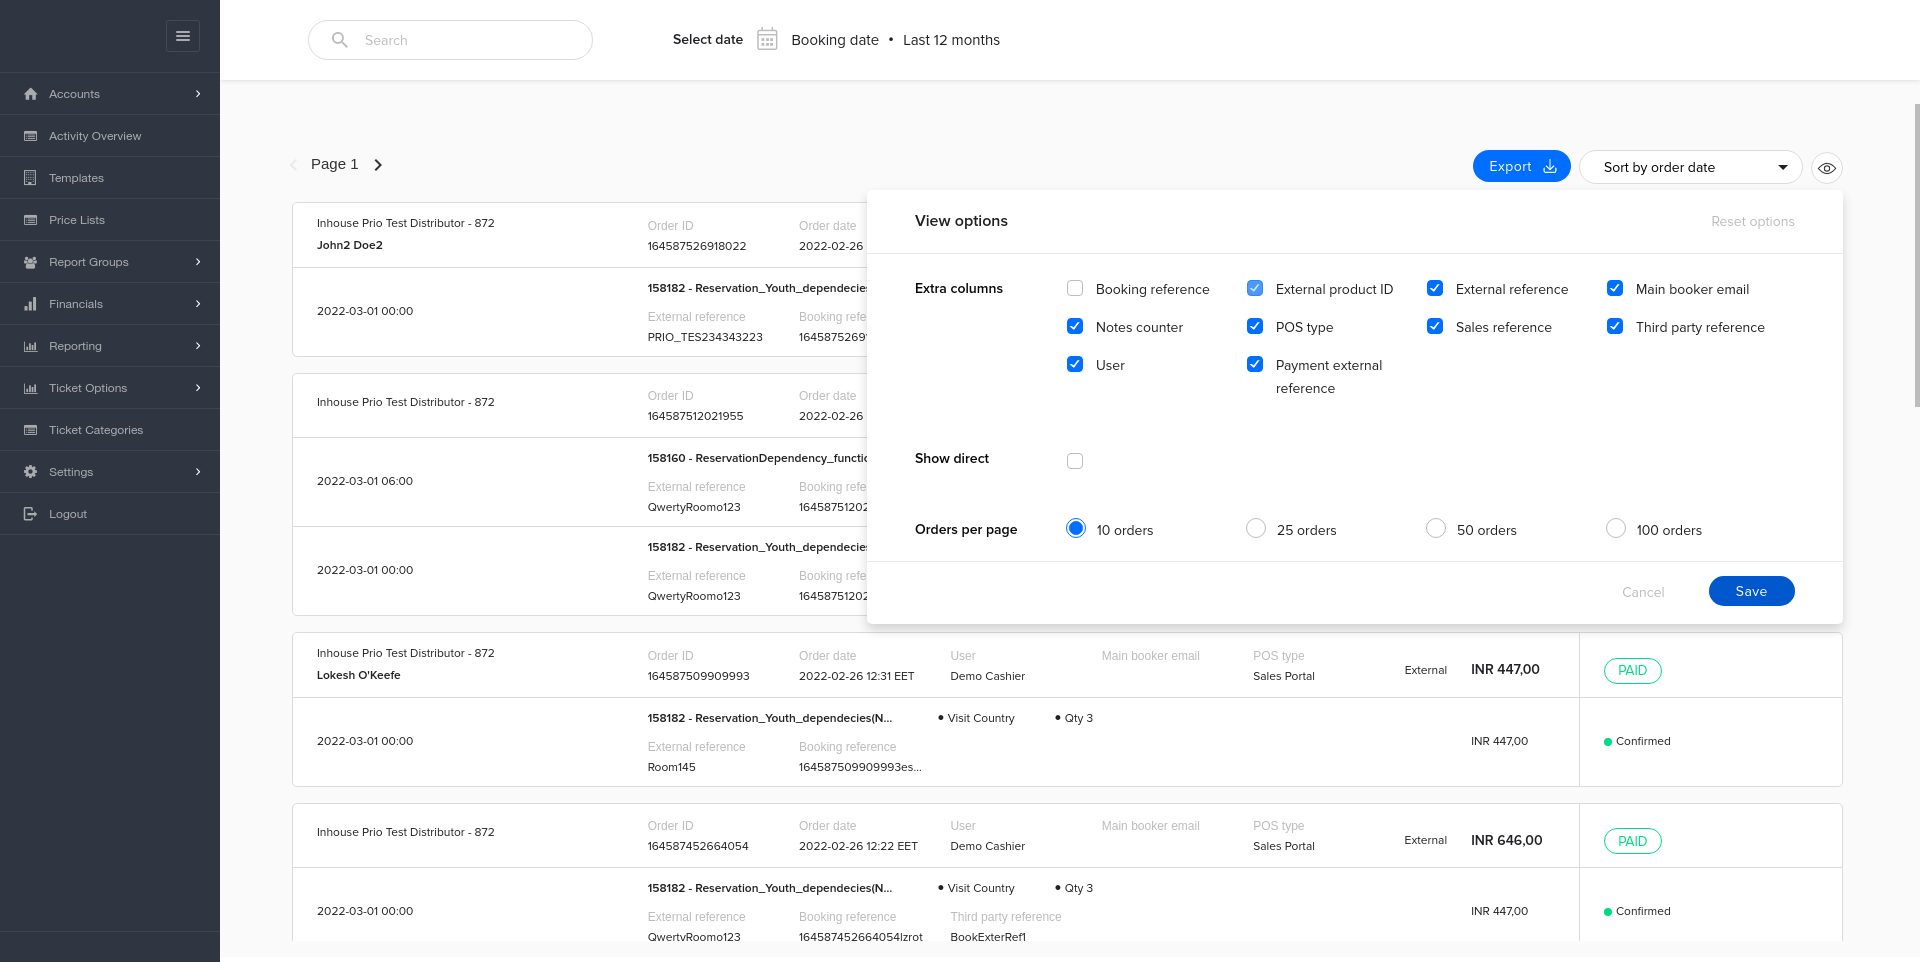 Search
Select date
Booking date • Last 12 months
Accounts
Activity Overview
Templates
Price Lists
Report Groups
Financials
Reporting
Ticket Options
Ticket Categories
Settings
Logout
Page 1
Export
Sort by order date
View options
Reset options
Extra columns
Booking reference
External product ID
External reference
Main booker email
Notes counter
POS type
Sales reference
Third party reference
User
Payment external
reference
Show direct
Orders per page
10 orders
25 orders
50 orders
100 orders
Cancel
Save
Inhouse Prio Test Distributor - 872
John2 Doe2
Order ID
164587526918022
Order date
2022-02-26
2022-03-01 00:00
158182 - Reservation_Youth_dependecies
External reference
PRIO_TES234343223
Booking refe
1645875269
Inhouse Prio Test Distributor - 872
Order ID
164587512021955
Order date
2022-02-26
2022-03-01 06:00
158160 - ReservationDependency_functio
External reference
QwertyRoomo123
Booking refe
1645875120
2022-03-01 00:00
158182 - Reservation_Youth_dependecies
External reference
QwertyRoomo123
Booking refe
1645875120
Inhouse Prio Test Distributor - 872
Lokesh O'Keefe
Order ID
164587509909993
Order date
2022-02-26 12:31 EET
User
Demo Cashier
Main booker email
POS type
Sales Portal
External
INR 447,00
PAID
2022-03-01 00:00
158182 - Reservation_Youth_dependecies(N...
• Visit Country
• Qty 3
External reference
Room145
Booking reference
164587509909993es...
INR 447,00
Confirmed
Inhouse Prio Test Distributor - 872
Order ID
164587452664054
Order date
2022-02-26 12:22 EET
User
Demo Cashier
Main booker email
POS type
Sales Portal
External
INR 646,00
PAID
2022-03-01 00:00
158182 - Reservation_Youth_dependecies(N...
• Visit Country
• Qty 3
External reference
QwertyRoomo123
Booking reference
164587452664054lzrot
Third party reference
BookExterRef1
INR 447,00
Confirmed